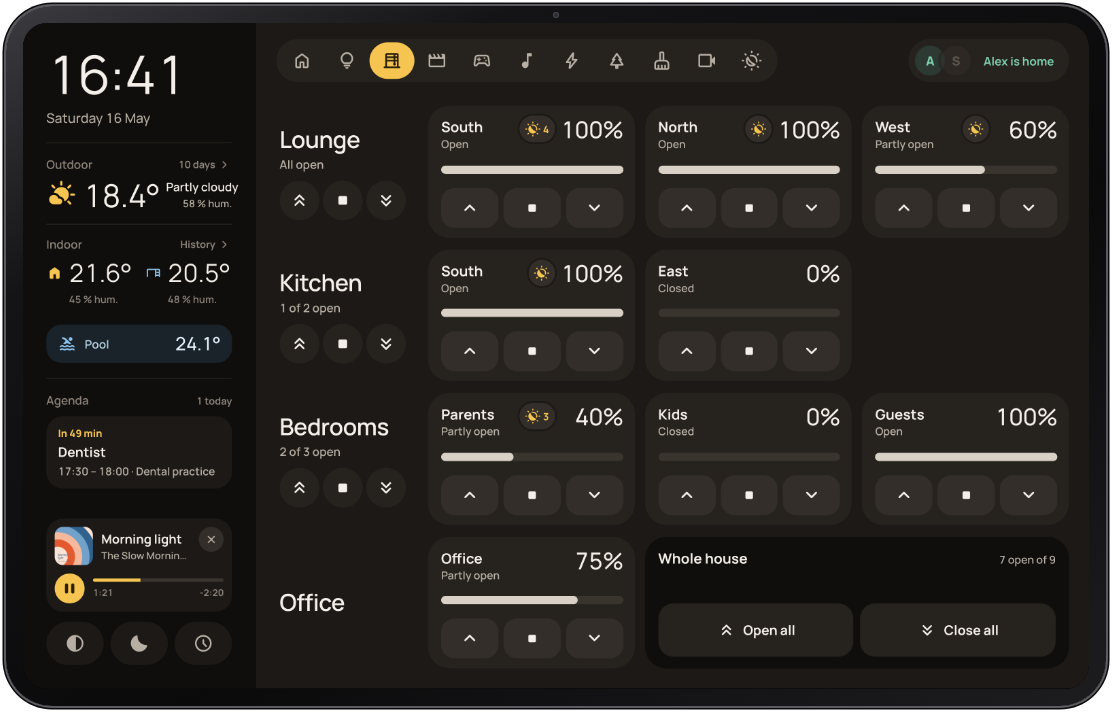 16:41
Saturday 16 May
Outdoor
10 days
18.4°
Partly cloudy
58 % hum.
Indoor
History
21.6°
20.5°
45 % hum.
48 % hum.
Pool
24.1°
Agenda
1 today
In 49 min
Dentist
17:30 – 18:00 · Dental practice
Morning light
The Slow Mornin...
1:21
-2:20
A
S
Alex is home
Lounge
All open
South
Open
4
100%
North
Open
100%
West
Partly open
60%
Kitchen
1 of 2 open
South
Open
100%
East
Closed
0%
Bedrooms
2 of 3 open
Parents
Partly open
3
40%
Kids
Closed
0%
Guests
Open
100%
Office
Office
Partly open
75%
Whole house
7 open of 9
Open all
Close all